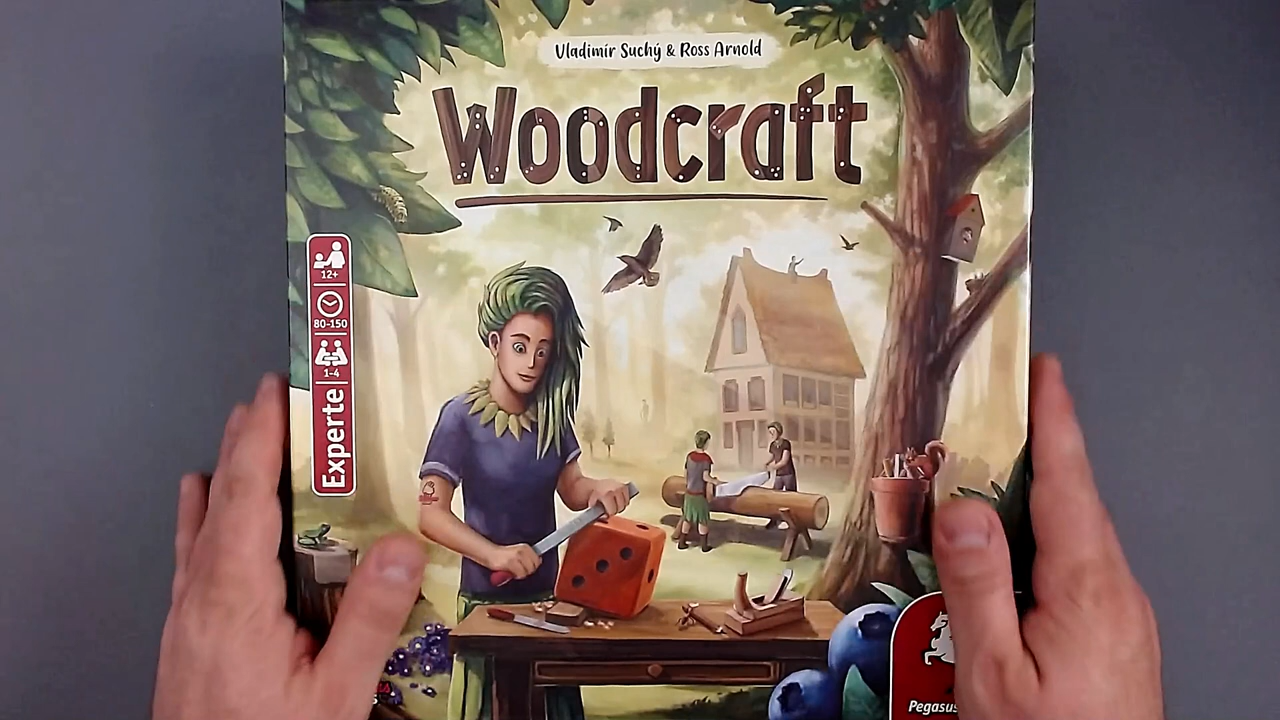 Vladimír Suchý & Ross Arnold
Woodcraft
12+
80-150
1-4
Experte
Pegasus